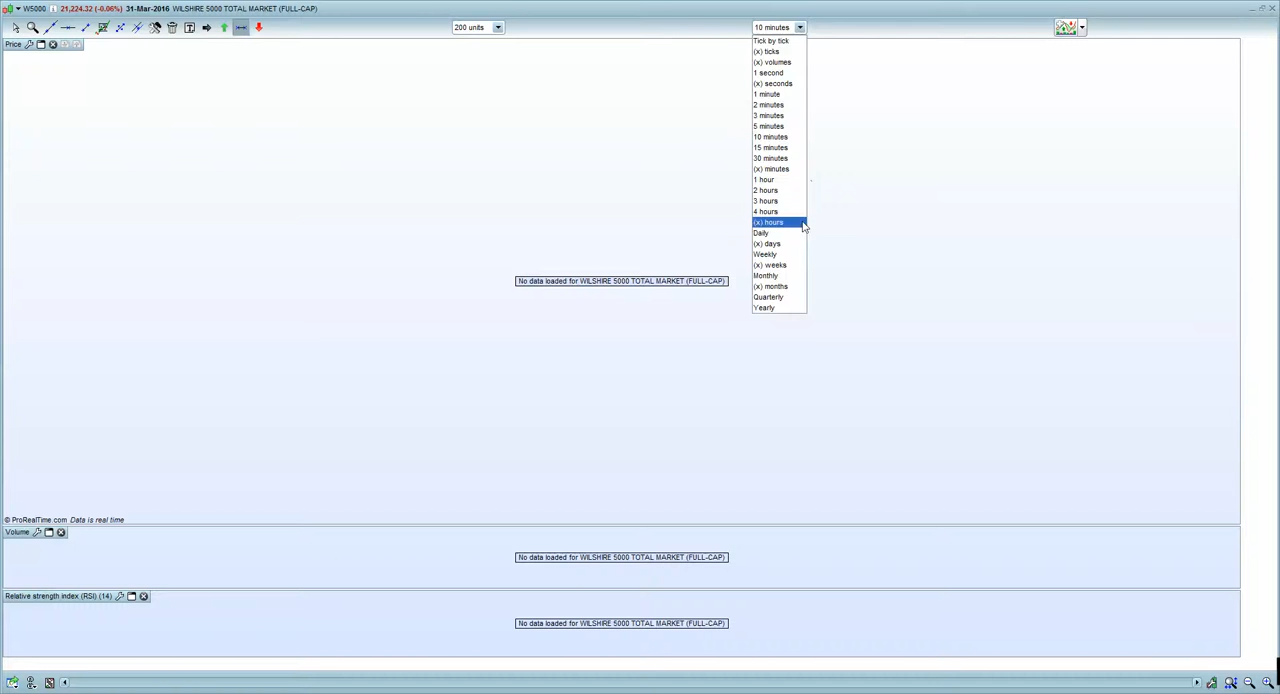 W5000 21,224.32 (-0.06%) 31-Mar-2016 WILSHIRE 5000 TOTAL MARKET (FULL-CAP)
200 units
10 minutes
Price
Tick by tick
(x) ticks
(x) volumes
1 second
(x) seconds
1 minute
2 minutes
3 minutes
5 minutes
10 minutes
15 minutes
30 minutes
(x) minutes
1 hour
2 hours
3 hours
4 hours
(x) hours
Daily
(x) days
Weekly
(x) weeks
Monthly
(x) months
Quarterly
Yearly
No data loaded for WILSHIRE 5000 TOTAL MARKET (FULL-CAP)
© ProRealTime.com Data is real time
Volume
No data loaded for WILSHIRE 5000 TOTAL MARKET (FULL-CAP)
Relative strength index (RSI) (14)
No data loaded for WILSHIRE 5000 TOTAL MARKET (FULL-CAP)